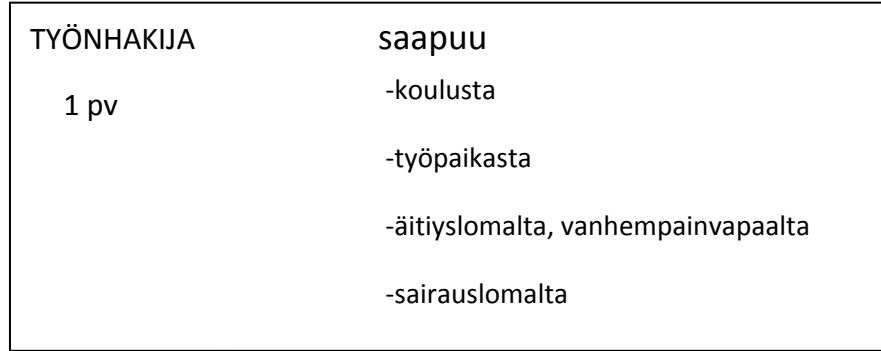 TYÖNHAKIJA saapuu
1 pv
-koulusta
-työpaikasta
-äitiyslomalta, vanhempainvapaalta
-sairauslomalta